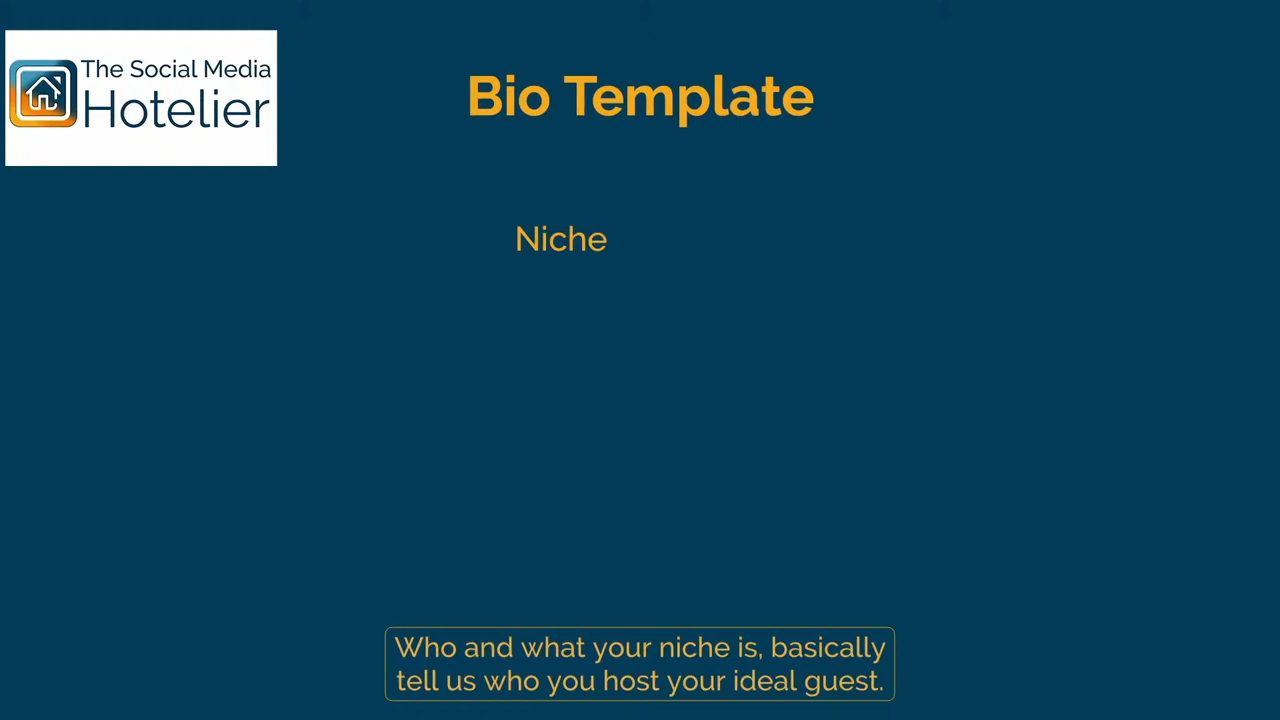 The Social Media
Hotelier
Bio Template
Niche
Who and what your niche is, basically
tell us who you host your ideal guest.